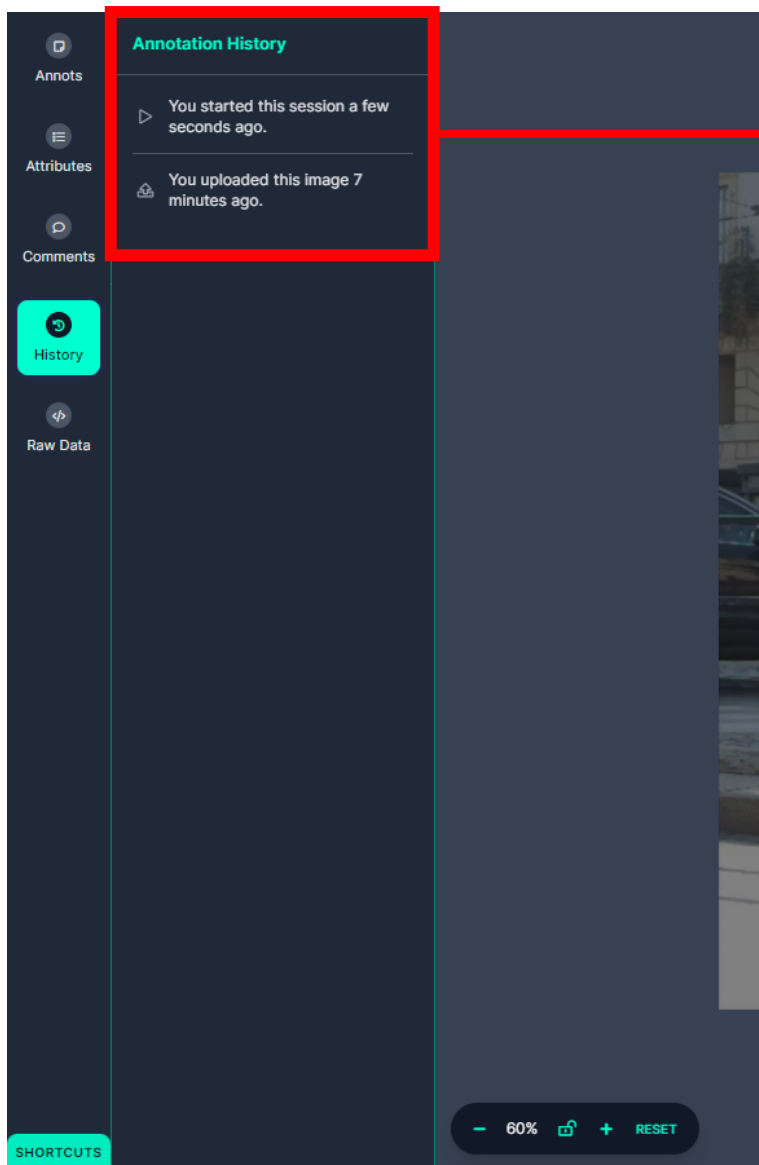 Annots
Attributes
Comments
History
Raw Data
SHORTCUTS
Annotation History
You started this session a few
seconds ago.
You uploaded this image 7
minutes ago.
− 60% + RESET